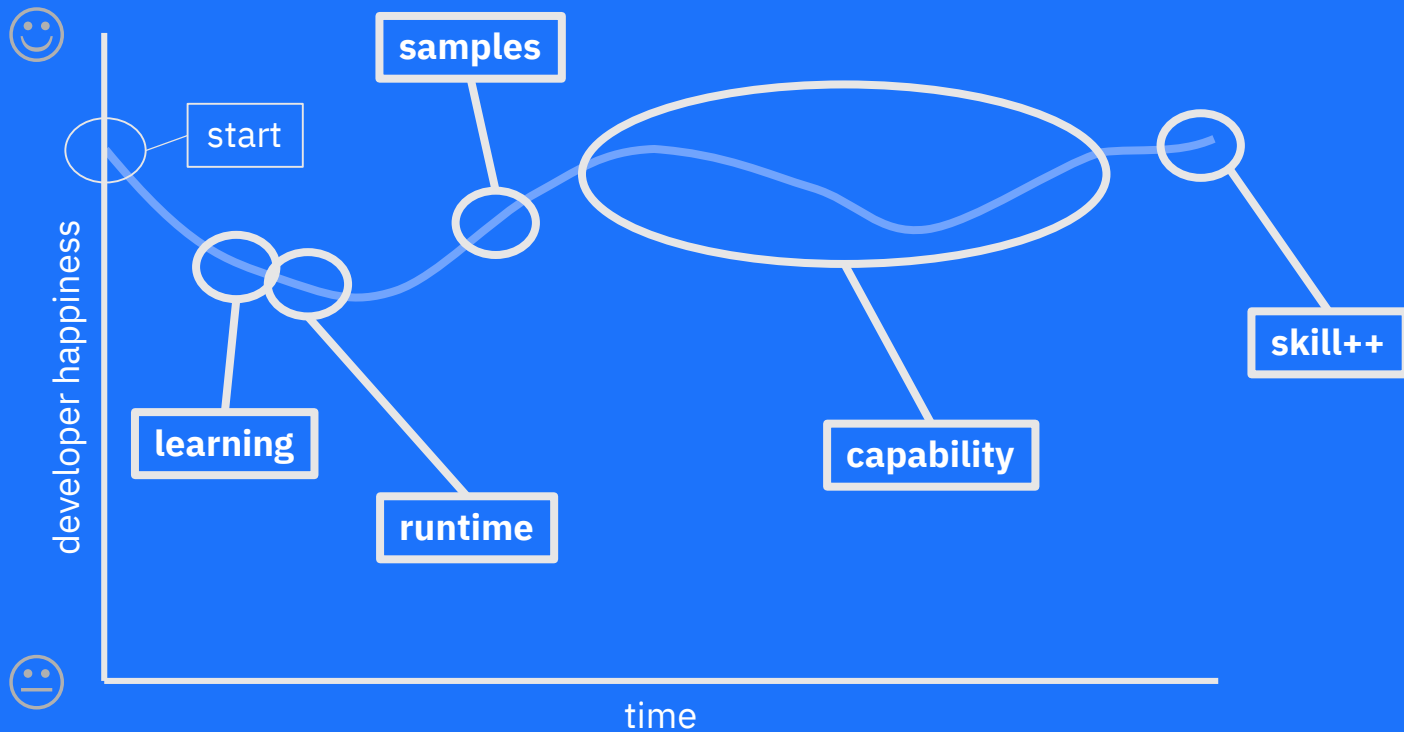 samples
start
developer happiness
learning
runtime
capability
skill++
time